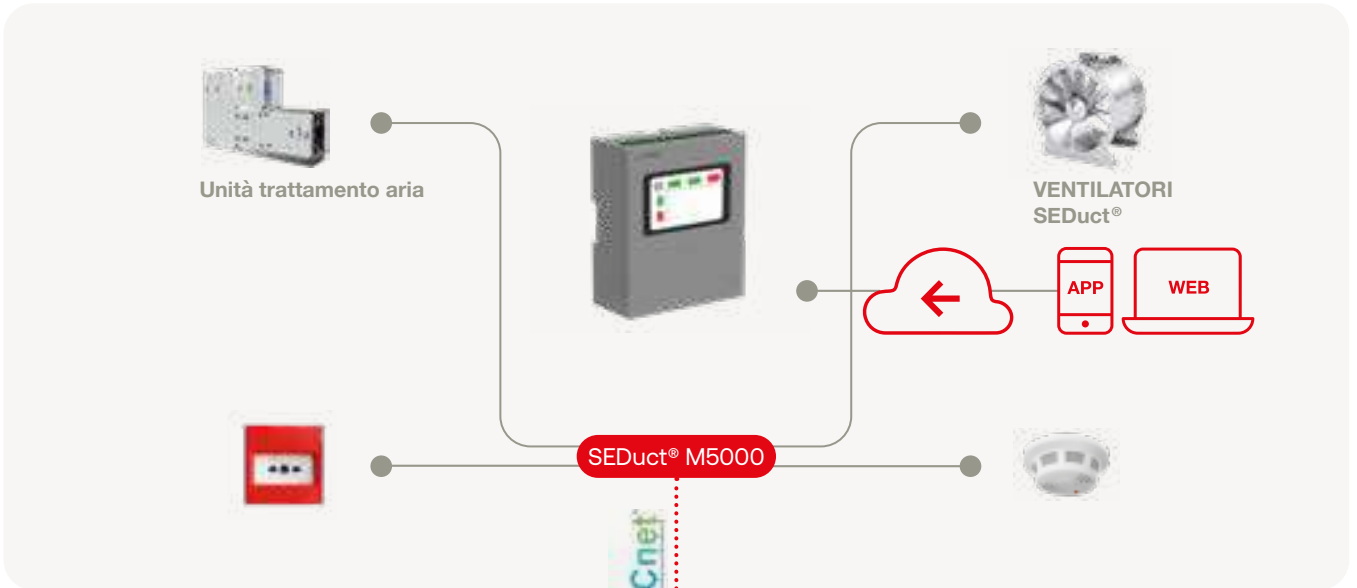 Unità trattamento aria
VENTILATORI
SEDuct®
APP
WEB
SEDuct® M5000
Cnet